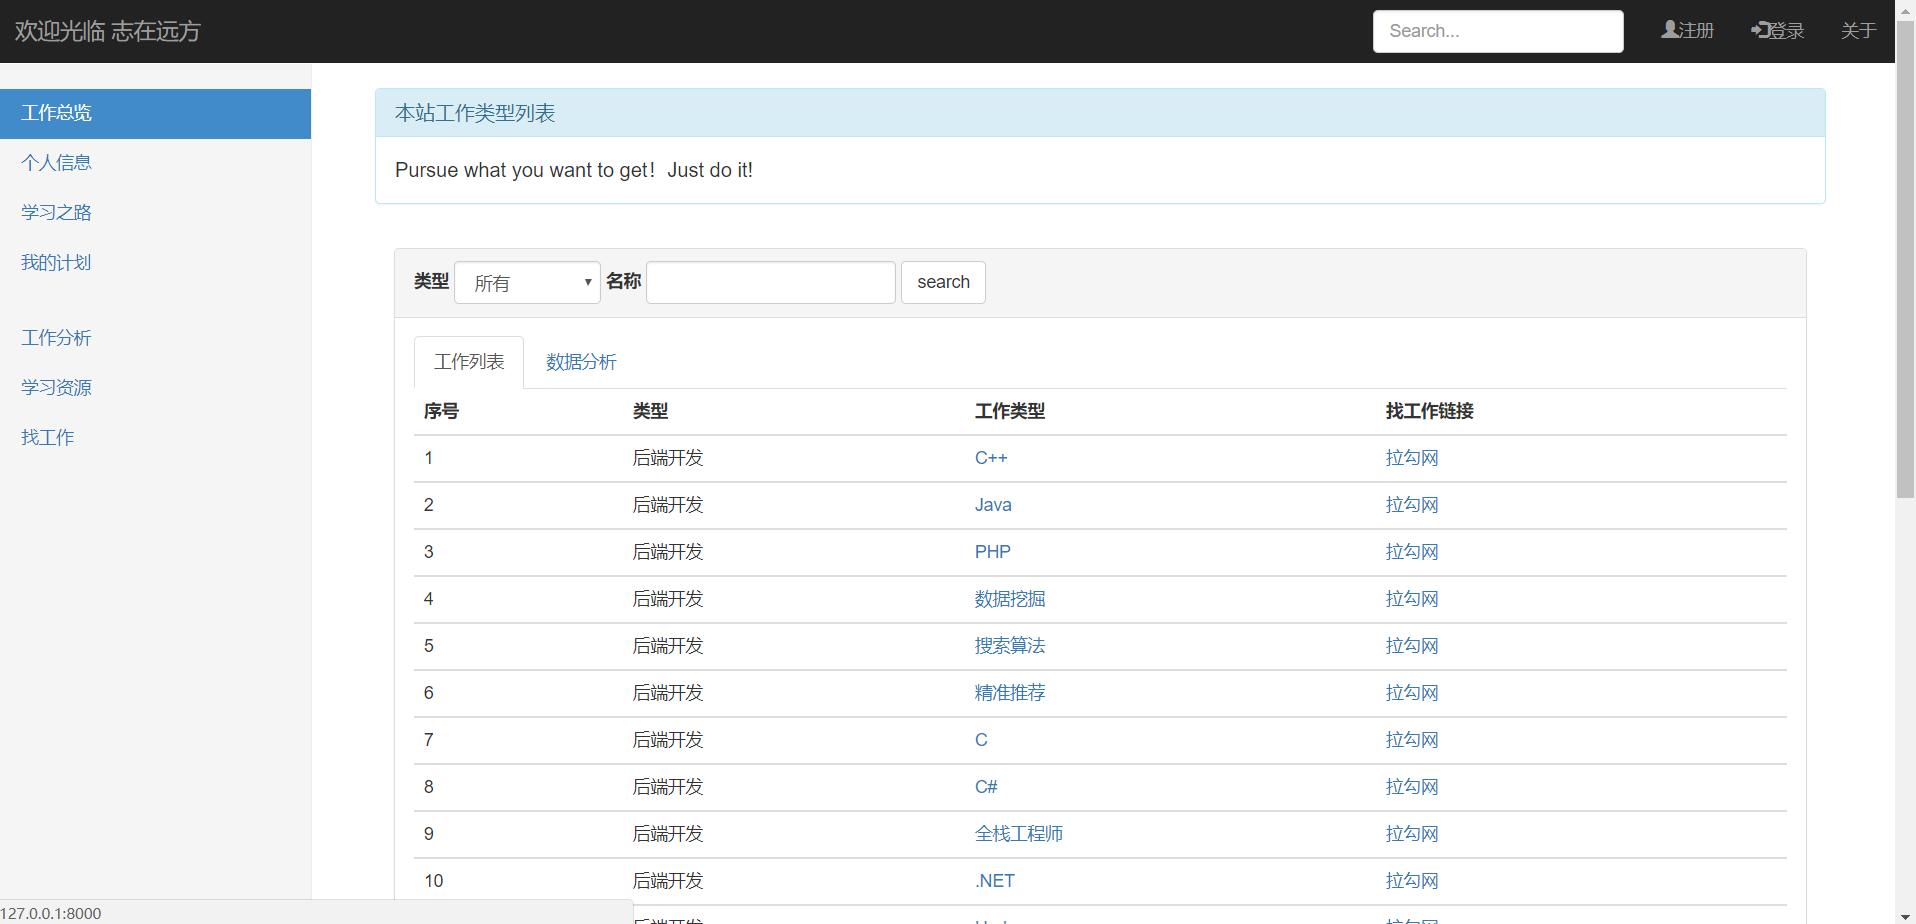 欢迎光临 志在远方
Search...
注册
登录
关于
工作总览
个人信息
学习之路
我的计划
工作分析
学习资源
找工作
本站工作类型列表
Pursue what you want to get！Just do it!
类型 所有 名称 search
工作列表 数据分析
序号 类型 工作类型 找工作链接
1 后端开发 C++ 拉勾网
2 后端开发 Java 拉勾网
3 后端开发 PHP 拉勾网
4 后端开发 数据挖掘 拉勾网
5 后端开发 搜索算法 拉勾网
6 后端开发 精准推荐 拉勾网
7 后端开发 C 拉勾网
8 后端开发 C# 拉勾网
9 后端开发 全栈工程师 拉勾网
10 后端开发 .NET 拉勾网
127.0.0.1:8000